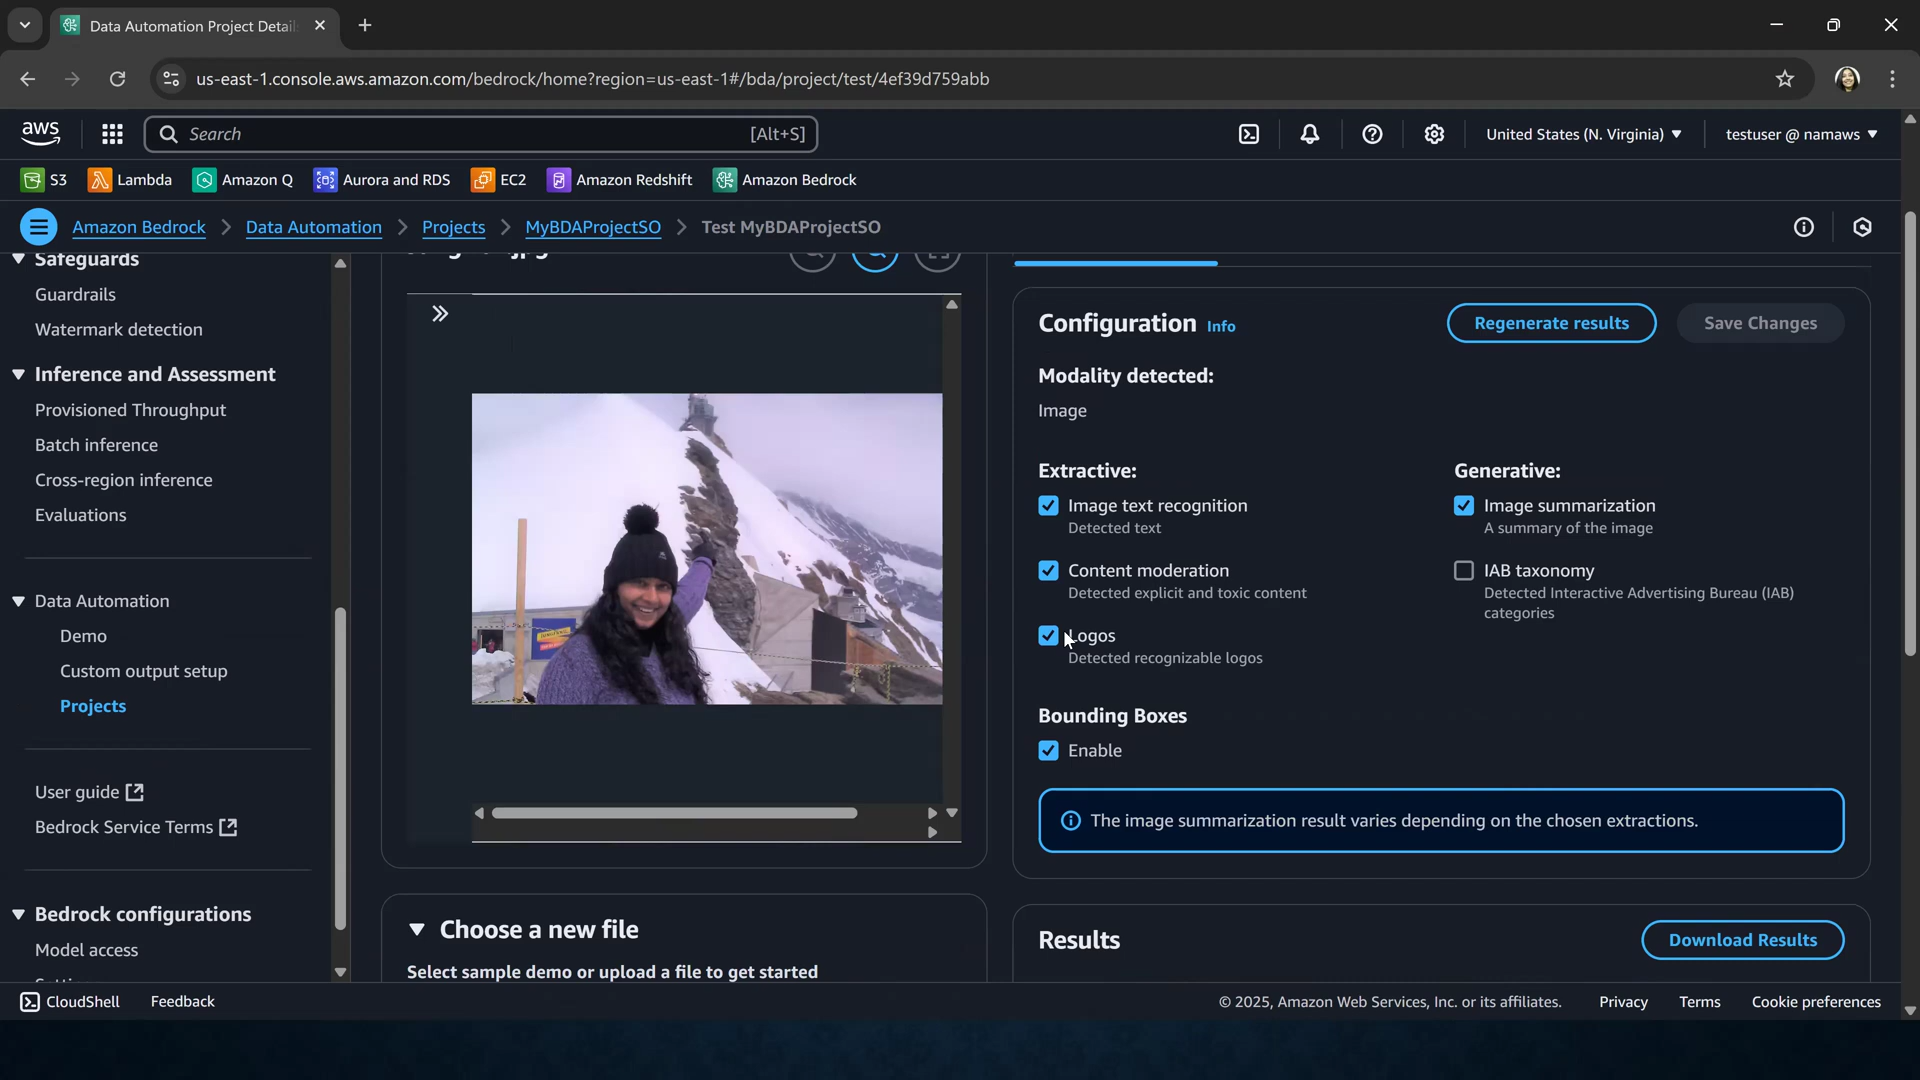 Data Automation Project Detail
us-east-1.console.aws.amazon.com/bedrock/home?region=us-east-1#/bda/project/test/4ef39d759abb
aws
Search
[Alt+S]
United States (N. Virginia)
testuser @ namaws
S3
Lambda
Amazon Q
Aurora and RDS
EC2
Amazon Redshift
Amazon Bedrock
Amazon Bedrock
Data Automation
Projects
MyBDAProjectSO
Test MyBDAProjectSO
Safeguards
Guardrails
Watermark detection
Inference and Assessment
Provisioned Throughput
Batch inference
Cross-region inference
Evaluations
Data Automation
Demo
Custom output setup
Projects
User guide
Bedrock Service Terms
Bedrock configurations
Model access
Choose a new file
Select sample demo or upload a file to get started
Configuration
Info
Regenerate results
Save Changes
Modality detected:
Image
Extractive:
Image text recognition
Detected text
Content moderation
Detected explicit and toxic content
Logos
Detected recognizable logos
Generative:
Image summarization
A summary of the image
IAB taxonomy
Detected Interactive Advertising Bureau (IAB)
categories
Bounding Boxes
Enable
The image summarization result varies depending on the chosen extractions.
Results
Download Results
CloudShell
Feedback
© 2025, Amazon Web Services, Inc. or its affiliates.
Privacy
Terms
Cookie preferences